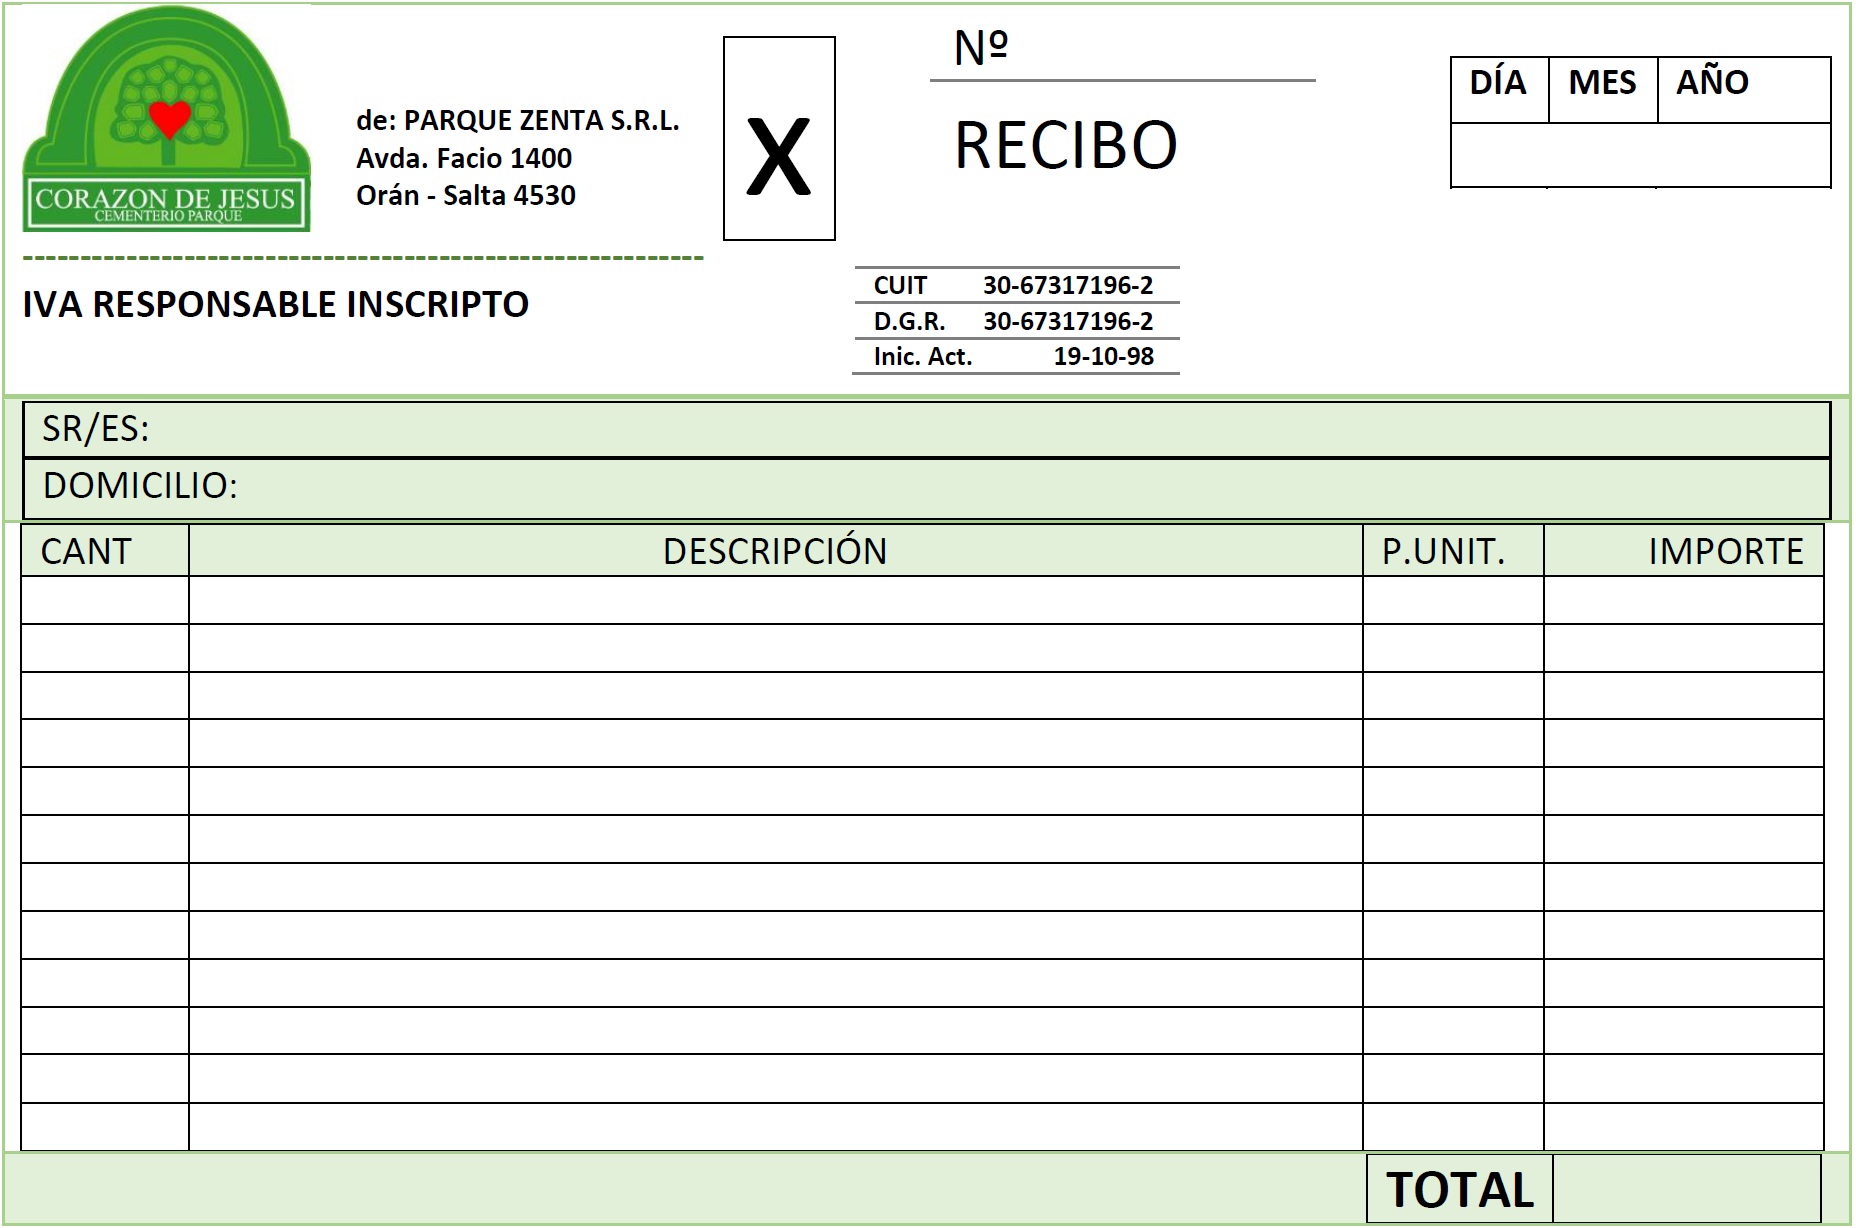 CORAZON DE JESUS
CEMENTERIO PARQUE
de: PARQUE ZENTA S.R.L.
Avda. Facio 1400
Orán - Salta 4530
IVA RESPONSABLE INSCRIPTO
X
Nº
RECIBO
CUIT 30-67317196-2
D.G.R. 30-67317196-2
Inic. Act. 19-10-98
DÍA MES AÑO
SR/ES:
DOMICILIO:
CANT DESCRIPCIÓN P.UNIT. IMPORTE
TOTAL